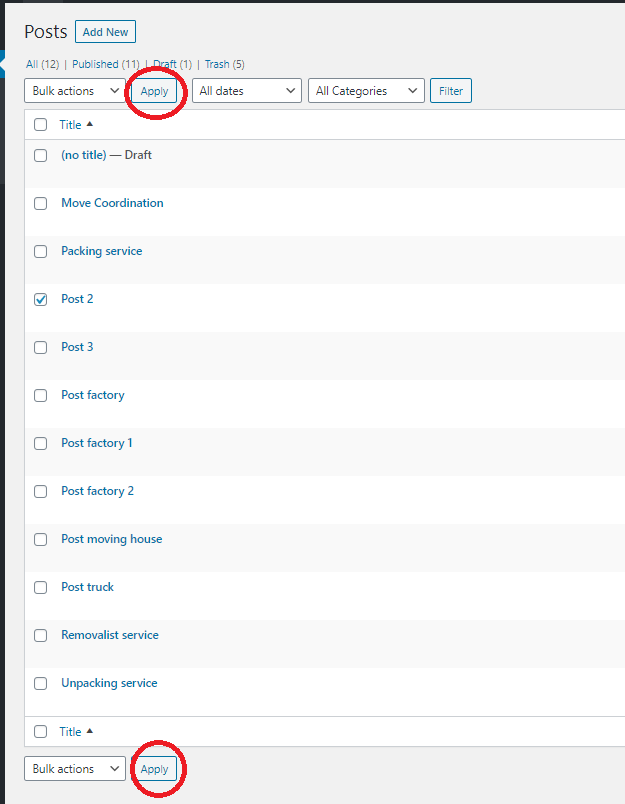 Posts Add New
All (12) | Published (11) | Draft (1) | Trash (5)
Bulk actions Apply All dates All Categories Filter
Title
(no title) — Draft
Move Coordination
Packing service
Post 2
Post 3
Post factory
Post factory 1
Post factory 2
Post moving house
Post truck
Removalist service
Unpacking service
Title
Bulk actions Apply